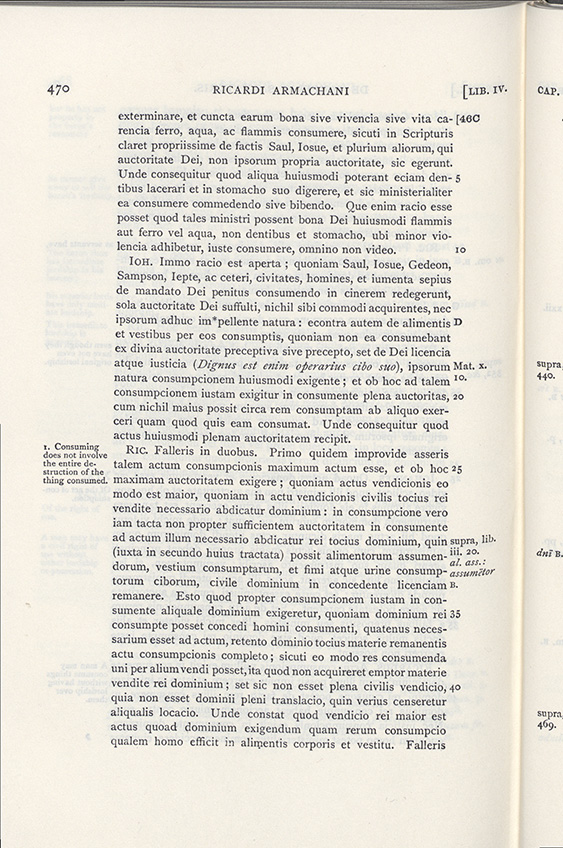 470 RICARDI ARMACHANI [LIB. IV.
exterminare, et cuncta earum bona sive vivencia sive vita ca- [46C
rencia ferro, aqua, ac flammis consumere, sicuti in Scripturis
claret propriissime de factis Saul, Iosue, et plurium aliorum, qui
auctoritate Dei, non ipsorum propria auctoritate, sic egerunt.
Unde consequitur quod aliqua huiusmodi poterant eciam den- 5
tibus lacerari et in stomacho suo digerere, et sic ministerialiter
ea consumere commedendo sive bibendo. Que enim racio esse
posset quod tales ministri possent bona Dei huiusmodi flammis
aut ferro vel aqua, non dentibus et stomacho, ubi minor vio-
lencia adhibetur, iuste consumere, omnino non video. 10
IOH. Immo racio est aperta ; quoniam Saul, Iosue, Gedeon,
Sampson, Iepte, ac ceteri, civitates, homines, et iumenta sepius
de mandato Dei penitus consumendo in cinerem redegerunt,
sola auctoritate Dei suffulti, nichil sibi commodi acquirentes, nec
ipsorum adhuc im*pellente natura : econtra autem de alimentis D
et vestibus per eos consumptis, quoniam non ea consumebant
ex divina auctoritate preceptiva sive precepto, set de Dei licencia
atque iusticia (Dignus est enim operarius cibo suo), ipsorum Mat. x.
natura consumpcionem huiusmodi exigente ; et ob hoc ad talem 10.
consumpcionem iustam exigitur in consumente plena auctoritas, 20
cum nichil maius possit circa rem consumptam ab aliquo exer-
ceri quam quod quis eam consumat. Unde consequitur quod
actus huiusmodi plenam auctoritatem recipit.
1. Consuming
does not involve
the entire de-
struction of the
thing consumed.
RIC. Falleris in duobus. Primo quidem improvide asseris
talem actum consumpcionis maximum actum esse, et ob hoc 25
maximam auctoritatem exigere ; quoniam actus vendicionis eo
modo est maior, quoniam in actu vendicionis civilis tocius rei
vendite necessario abdicatur dominium : in consumpcione vero
iam tacta non propter sufficientem auctoritatem in consumente
ad actum illum necessario abdicatur rei tocius dominium, quin supra, lib.
(iuxta in secundo huius tractata) possit alimentorum assumen- iii. 20.
al. ass.:
dorum, vestium consumptarum, et fimi atque urine consump- assumētor
torum ciborum, civile dominium in concedente licenciam B.
remanere. Esto quod propter consumpcionem iustam in con-
sumente aliquale dominium exigeretur, quoniam dominium rei 35
consumpte posset concedi homini consumenti, quatenus neces-
sarium esset ad actum, retento dominio tocius materie remanentis
actu consumpcionis completo ; sicuti eo modo res consumenda
uni per alium vendi posset, ita quod non acquireret emptor materie
vendite rei dominium ; set sic non esset plena civilis vendicio, 40
quia non esset dominii pleni translacio, quin verius censeretur
aliqualis locacio. Unde constat quod vendicio rei maior est
actus quoad dominium exigendum quam rerum consumpcio
qualem homo efficit in alimentis corporis et vestitu. Falleris
CAP.
supra,
440.
dnī B.
supra,
469.